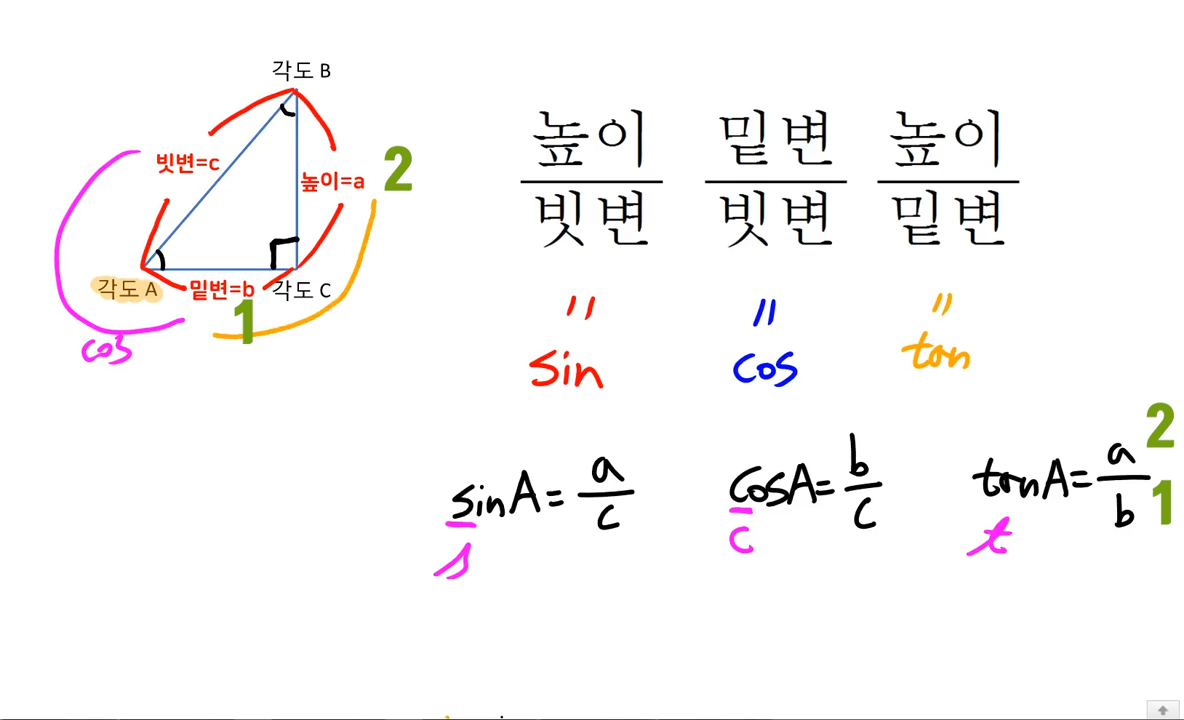 각도 B
빗변=c
높이=a
2
각도 A
밑변=b
각도 C
1
cos
높이 밑변 높이
빗변 빗변 밑변
= = =
sin cos tan
sinA = a/c cosA = b/c tanA = a/b 2 1
s c t